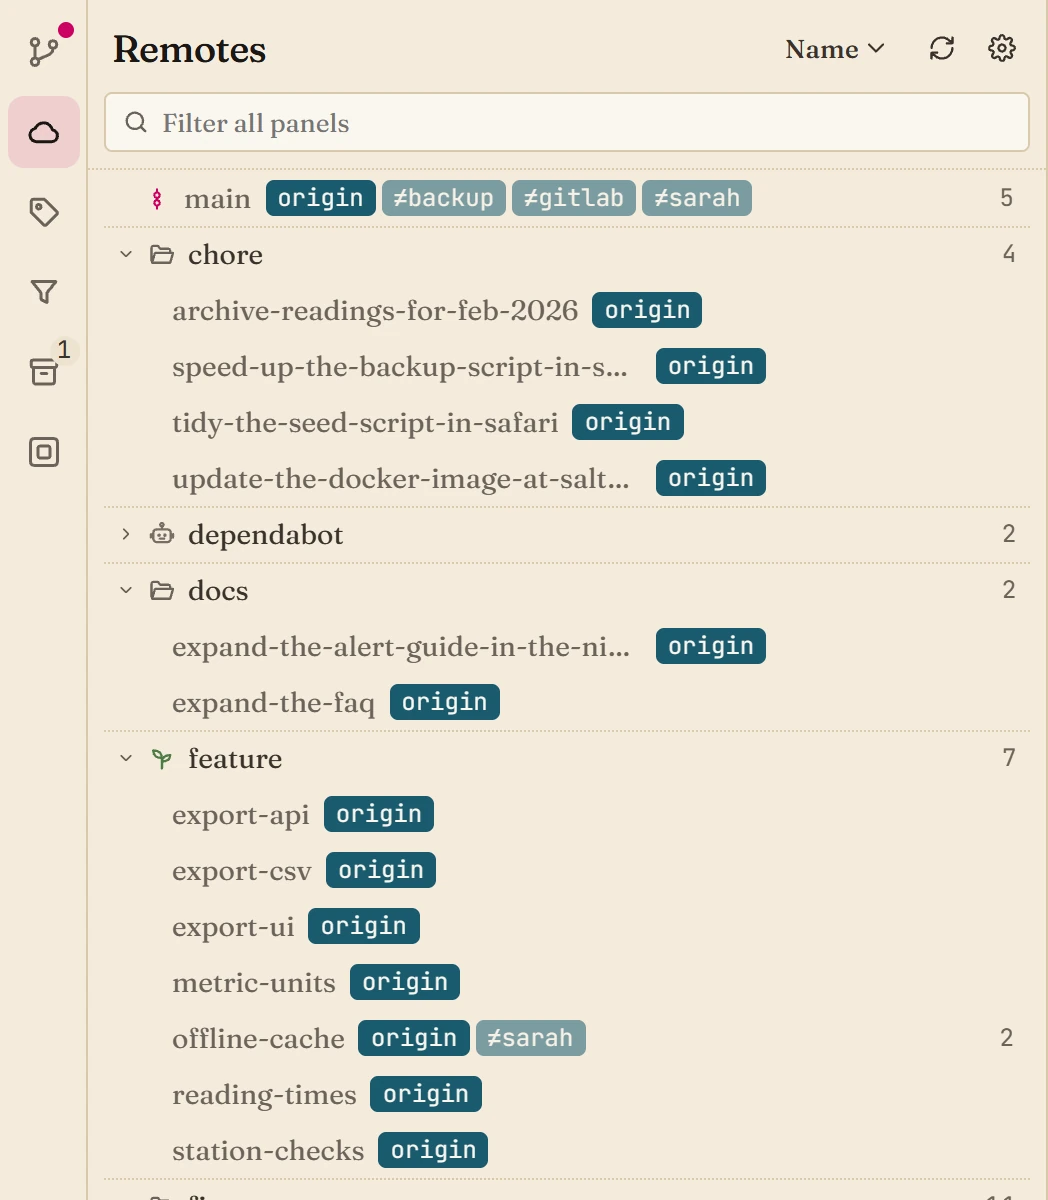 Remotes Name
Filter all panels
main origin ≠backup ≠gitlab ≠sarah 5
chore 4
archive-readings-for-feb-2026 origin
speed-up-the-backup-script-in-s... origin
1
tidy-the-seed-script-in-safari origin
update-the-docker-image-at-salt... origin
dependabot 2
docs 2
expand-the-alert-guide-in-the-ni... origin
expand-the-faq origin
feature 7
export-api origin
export-csv origin
export-ui origin
metric-units origin
offline-cache origin ≠sarah 2
reading-times origin
station-checks origin